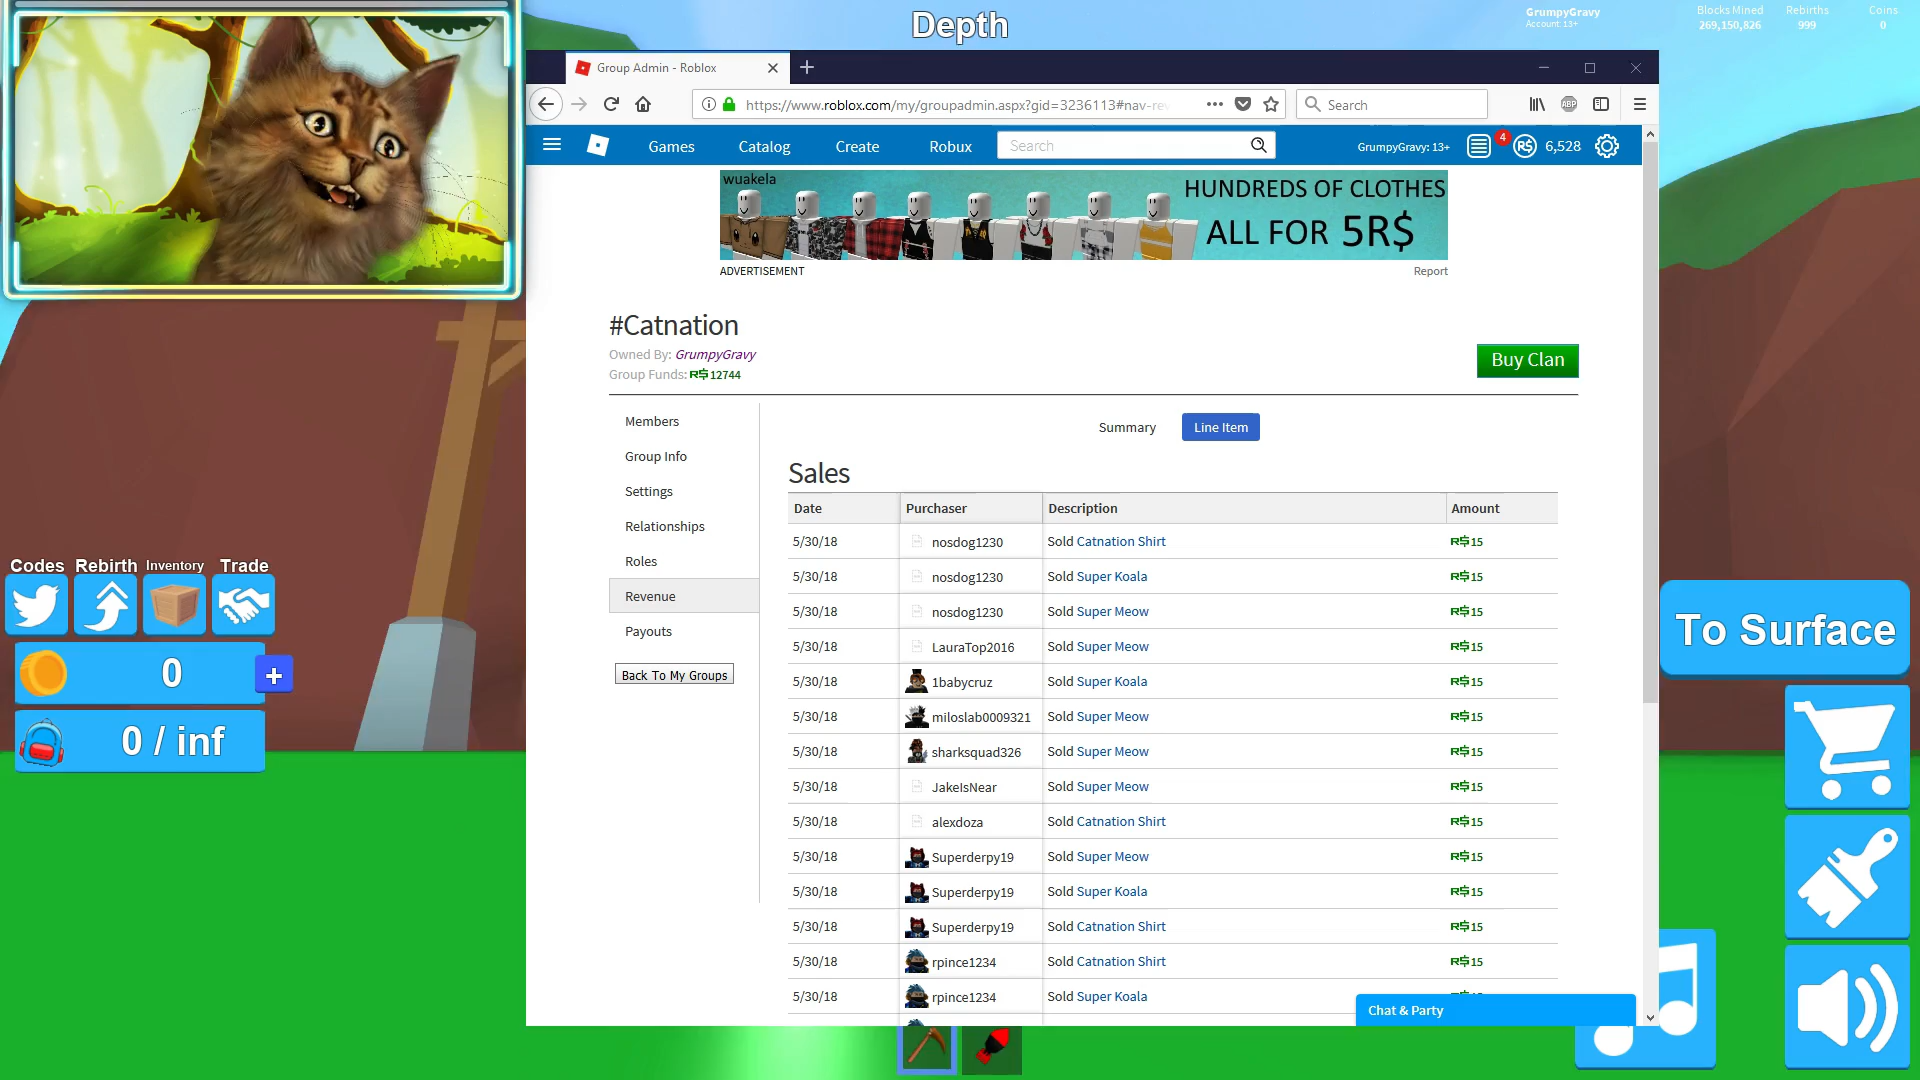 Depth
GrumpyGravy
Account: 13+
Blocks Mined
269,150,826
Rebirths
999
Coins
0
Group Admin - Roblox
https://www.roblox.com/my/groupadmin.aspx?gid=3236113#nav-rev
ABP
Search
Games
Catalog
Create
Robux
Search
GrumpyGravy: 13+
4
R$
6,528
wuakela
HUNDREDS OF CLOTHES
ALL FOR 5R$
ADVERTISEMENT
Report
#Catnation
Owned By: GrumpyGravy
Group Funds: R$ 12744
Buy Clan
Members
Group Info
Settings
Relationships
Roles
Revenue
Payouts
Back To My Groups
Summary
Line Item
Sales
Date Purchaser Description Amount
5/30/18 nosdog1230 Sold Catnation Shirt R$ 15
5/30/18 nosdog1230 Sold Super Koala R$ 15
5/30/18 nosdog1230 Sold Super Meow R$ 15
5/30/18 LauraTop2016 Sold Super Meow R$ 15
5/30/18 1babycruz Sold Super Koala R$ 15
5/30/18 miloslab0009321 Sold Super Meow R$ 15
5/30/18 sharksquad326 Sold Super Meow R$ 15
5/30/18 JakeIsNear Sold Super Meow R$ 15
5/30/18 alexdoza Sold Catnation Shirt R$ 15
5/30/18 Superderpy19 Sold Super Meow R$ 15
5/30/18 Superderpy19 Sold Super Koala R$ 15
5/30/18 Superderpy19 Sold Catnation Shirt R$ 15
5/30/18 rpince1234 Sold Catnation Shirt R$ 15
5/30/18 rpince1234 Sold Super Koala
Chat & Party
Codes
Rebirth
Inventory
Trade
0
+
0 / inf
To Surface